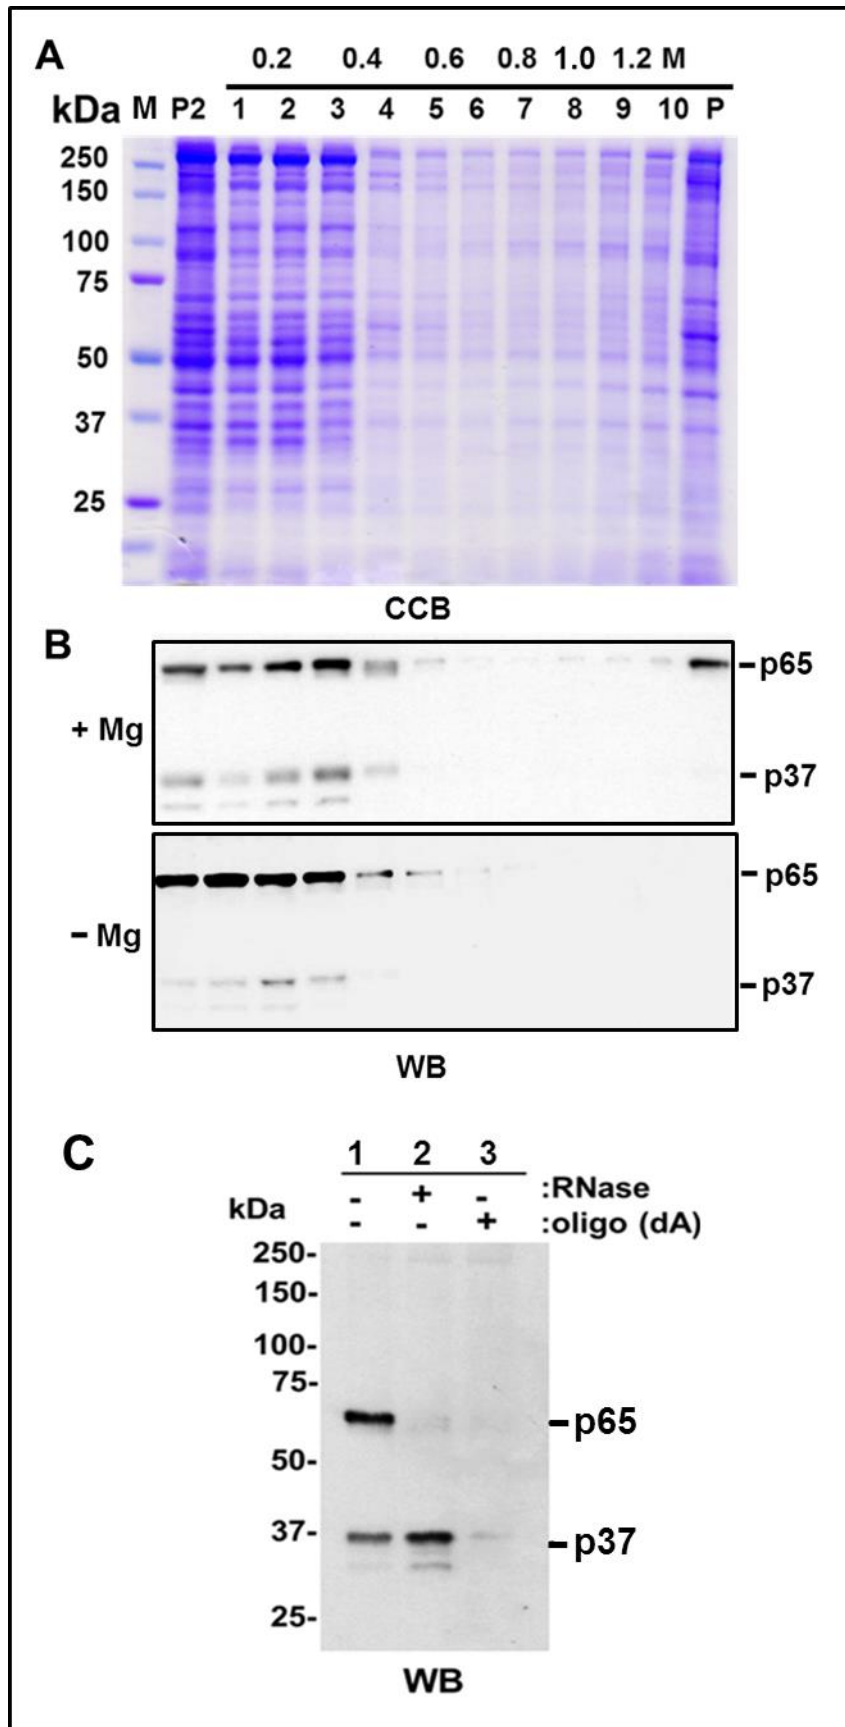 A
0.2 0.4 0.6 0.8 1.0 1.2 M
kDa M P2 1 2 3 4 5 6 7 8 9 10 P
250
150
100
75
50
37
25
CCB
B
+ Mg
p65
p37
- Mg
p65
p37
WB
C
1 2 3
- + - :RNase
kDa
- - + :oligo (dA)
250-
150-
100-
75-
p65
50-
37-
p37
25-
WB